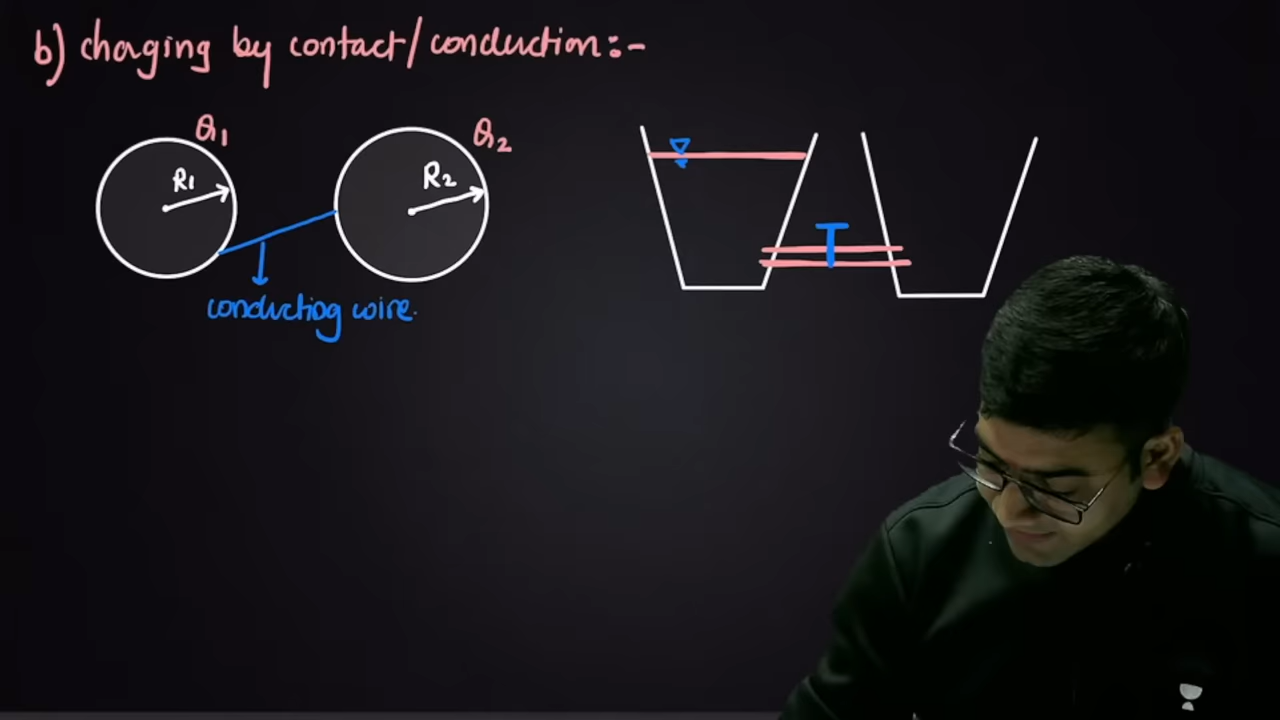 b) charging by contact/conduction:-
Q1
Q2
R1
R2
conducting wire.